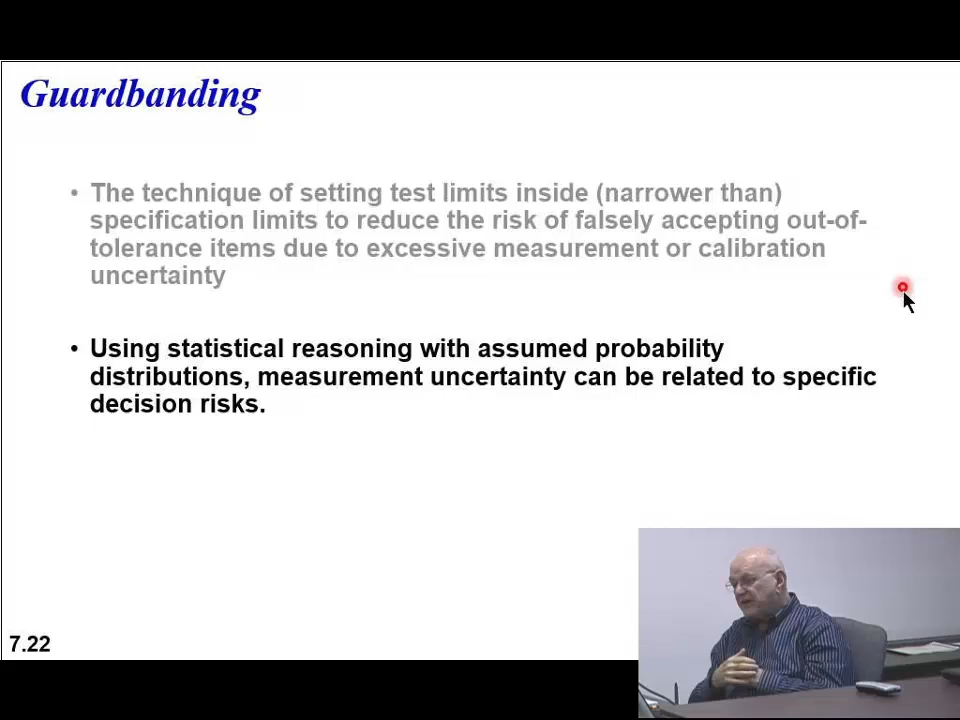 Guardbanding
• The technique of setting test limits inside (narrower than)
specification limits to reduce the risk of falsely accepting out-of-
tolerance items due to excessive measurement or calibration
uncertainty
• Using statistical reasoning with assumed probability
distributions, measurement uncertainty can be related to specific
decision risks.
7.22